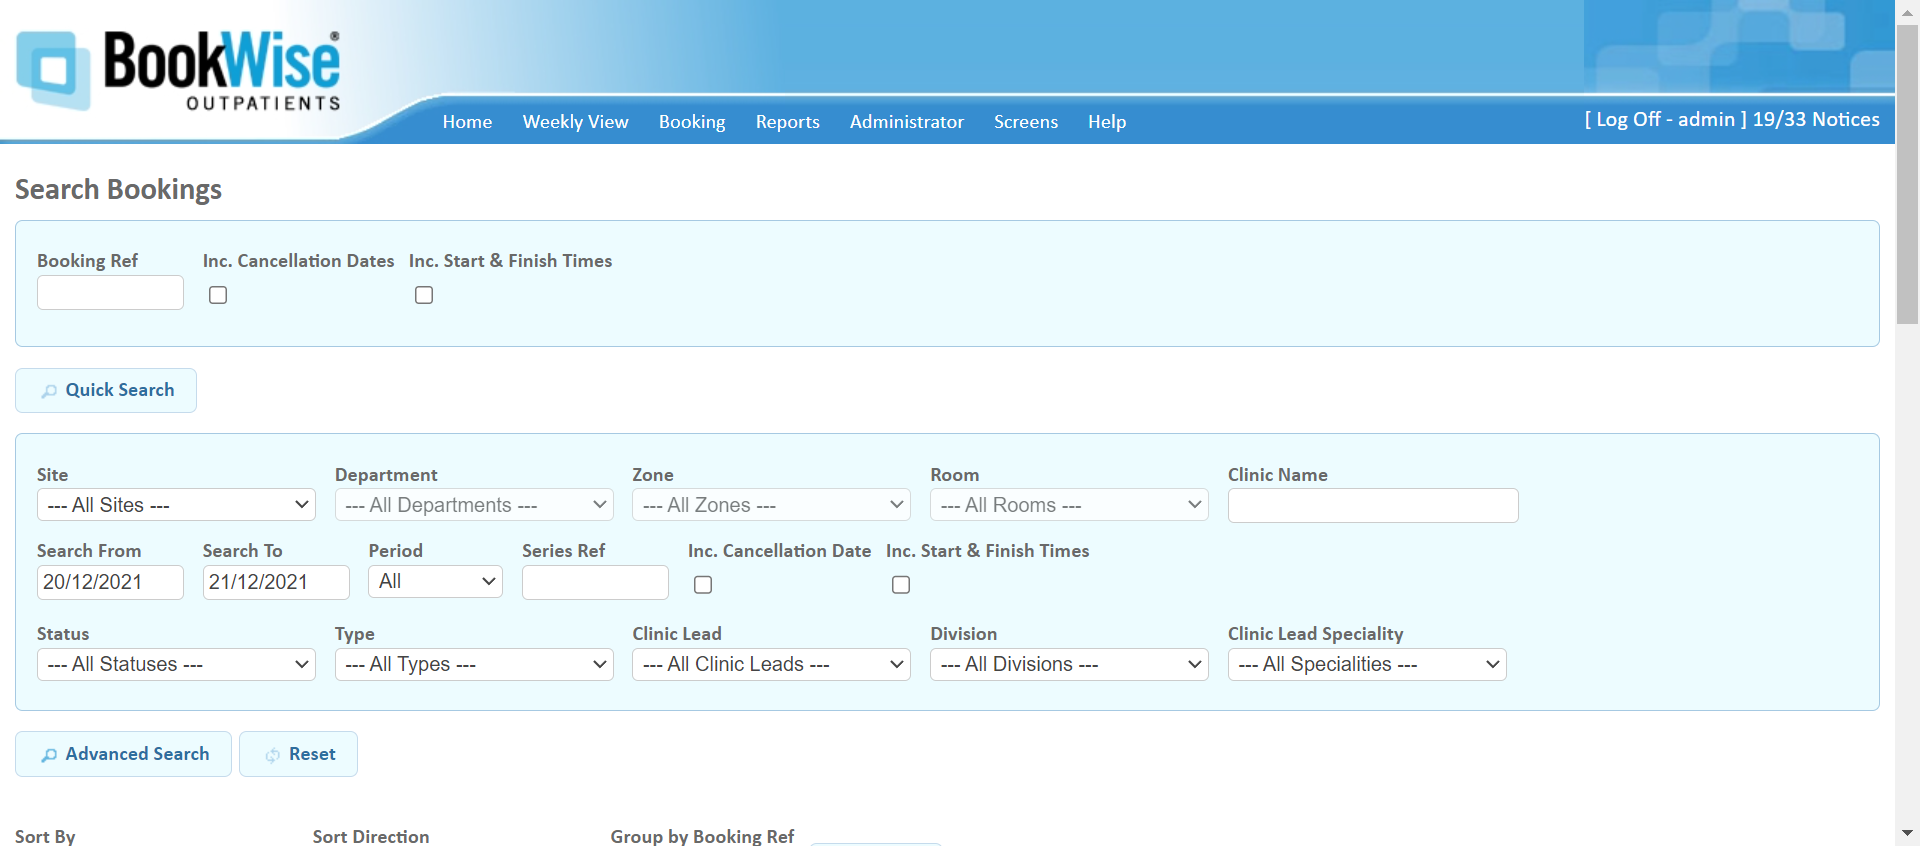 BookWise®
OUTPATIENTS
Home Weekly View Booking Reports Administrator Screens Help
[ Log Off - admin ] 19/33 Notices
Search Bookings
Booking Ref Inc. Cancellation Dates Inc. Start & Finish Times
Quick Search
Site Department Zone Room Clinic Name
--- All Sites --- --- All Departments --- --- All Zones --- --- All Rooms ---
Search From Search To Period Series Ref Inc. Cancellation Date Inc. Start & Finish Times
20/12/2021 21/12/2021 All
Status Type Clinic Lead Division Clinic Lead Speciality
--- All Statuses --- --- All Types --- --- All Clinic Leads --- --- All Divisions --- --- All Specialities ---
Advanced Search Reset
Sort By Sort Direction Group by Booking Ref